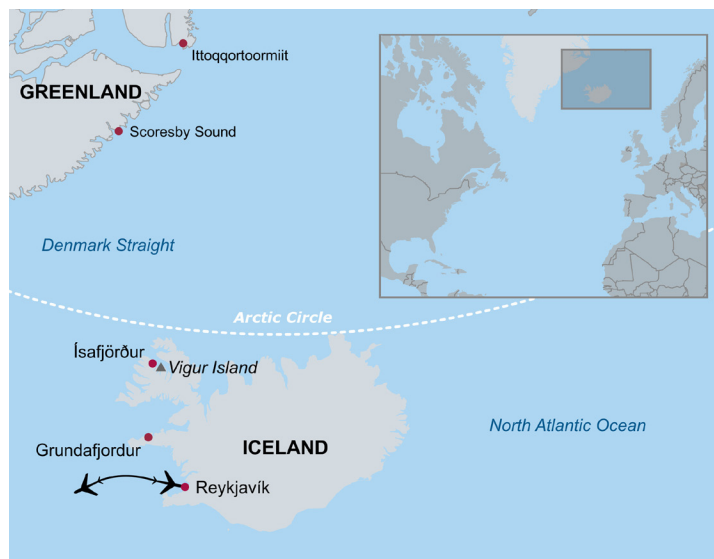 Ittoqqortoormiit
GREENLAND
Scoresby Sound
Denmark Straight
Arctic Circle
Ísafjörður
Vigur Island
North Atlantic Ocean
Grundafjordur
ICELAND
Reykjavík